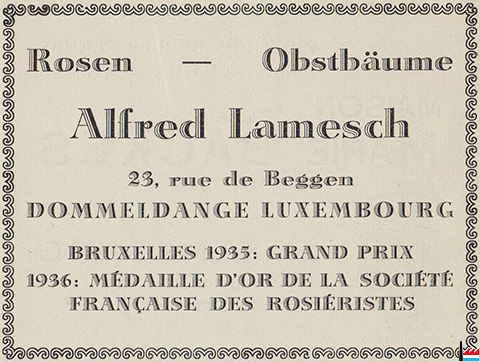 Rosen — Obstbäume
Alfred Lamesch
23, rue de Beggen
DOMMELDANGE LUXEMBOURG
BRUXELLES 1935: GRAND PRIX
1936: MÉDAILLE D'OR DE LA SOCIÉTÉ
FRANÇAISE DES ROSIÉRISTES